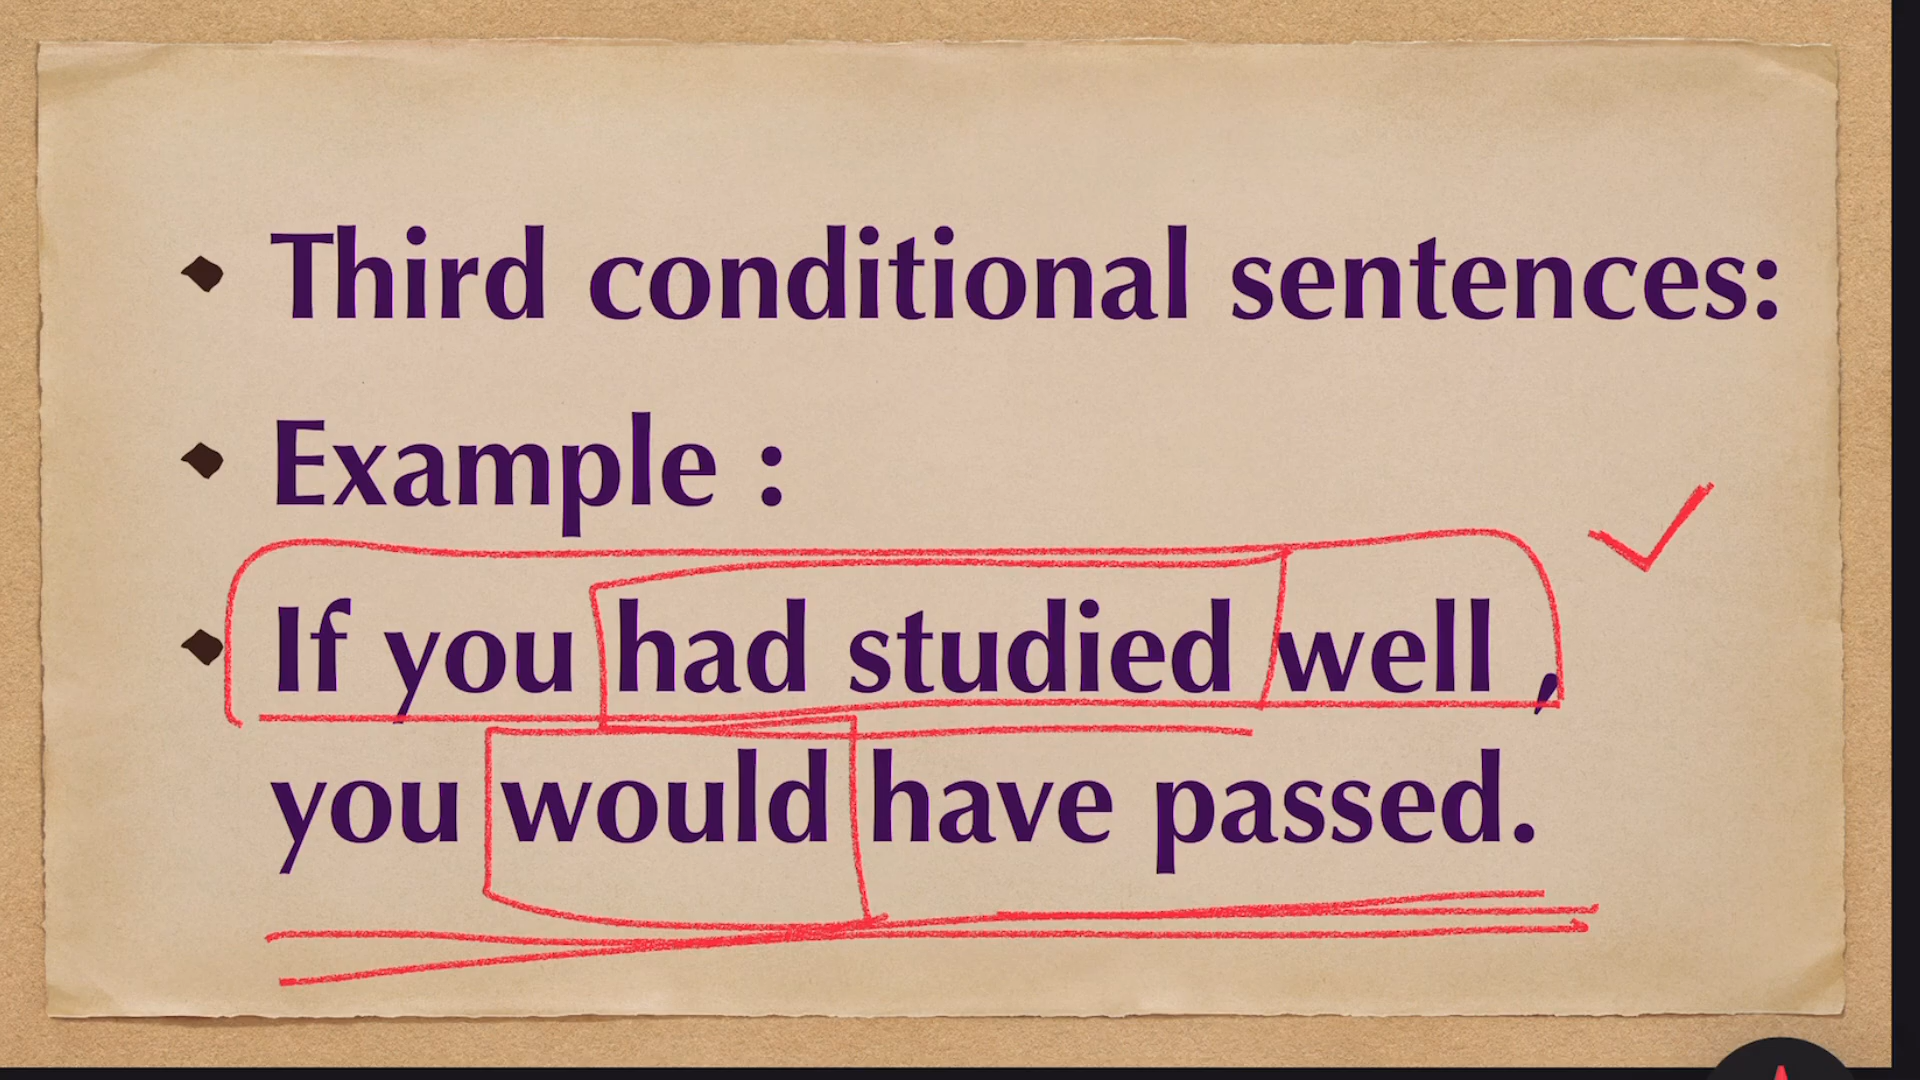 Third conditional sentences:
Example :
If you had studied well ,
you would have passed.